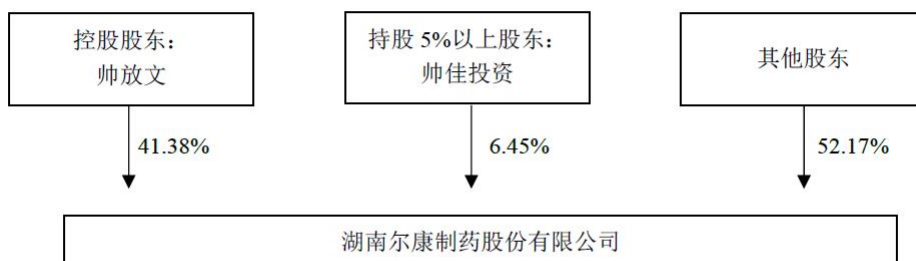 控股股东：
帅放文
持股 5%以上股东：
帅佳投资
其他股东
41.38%
6.45%
52.17%
湖南尔康制药股份有限公司